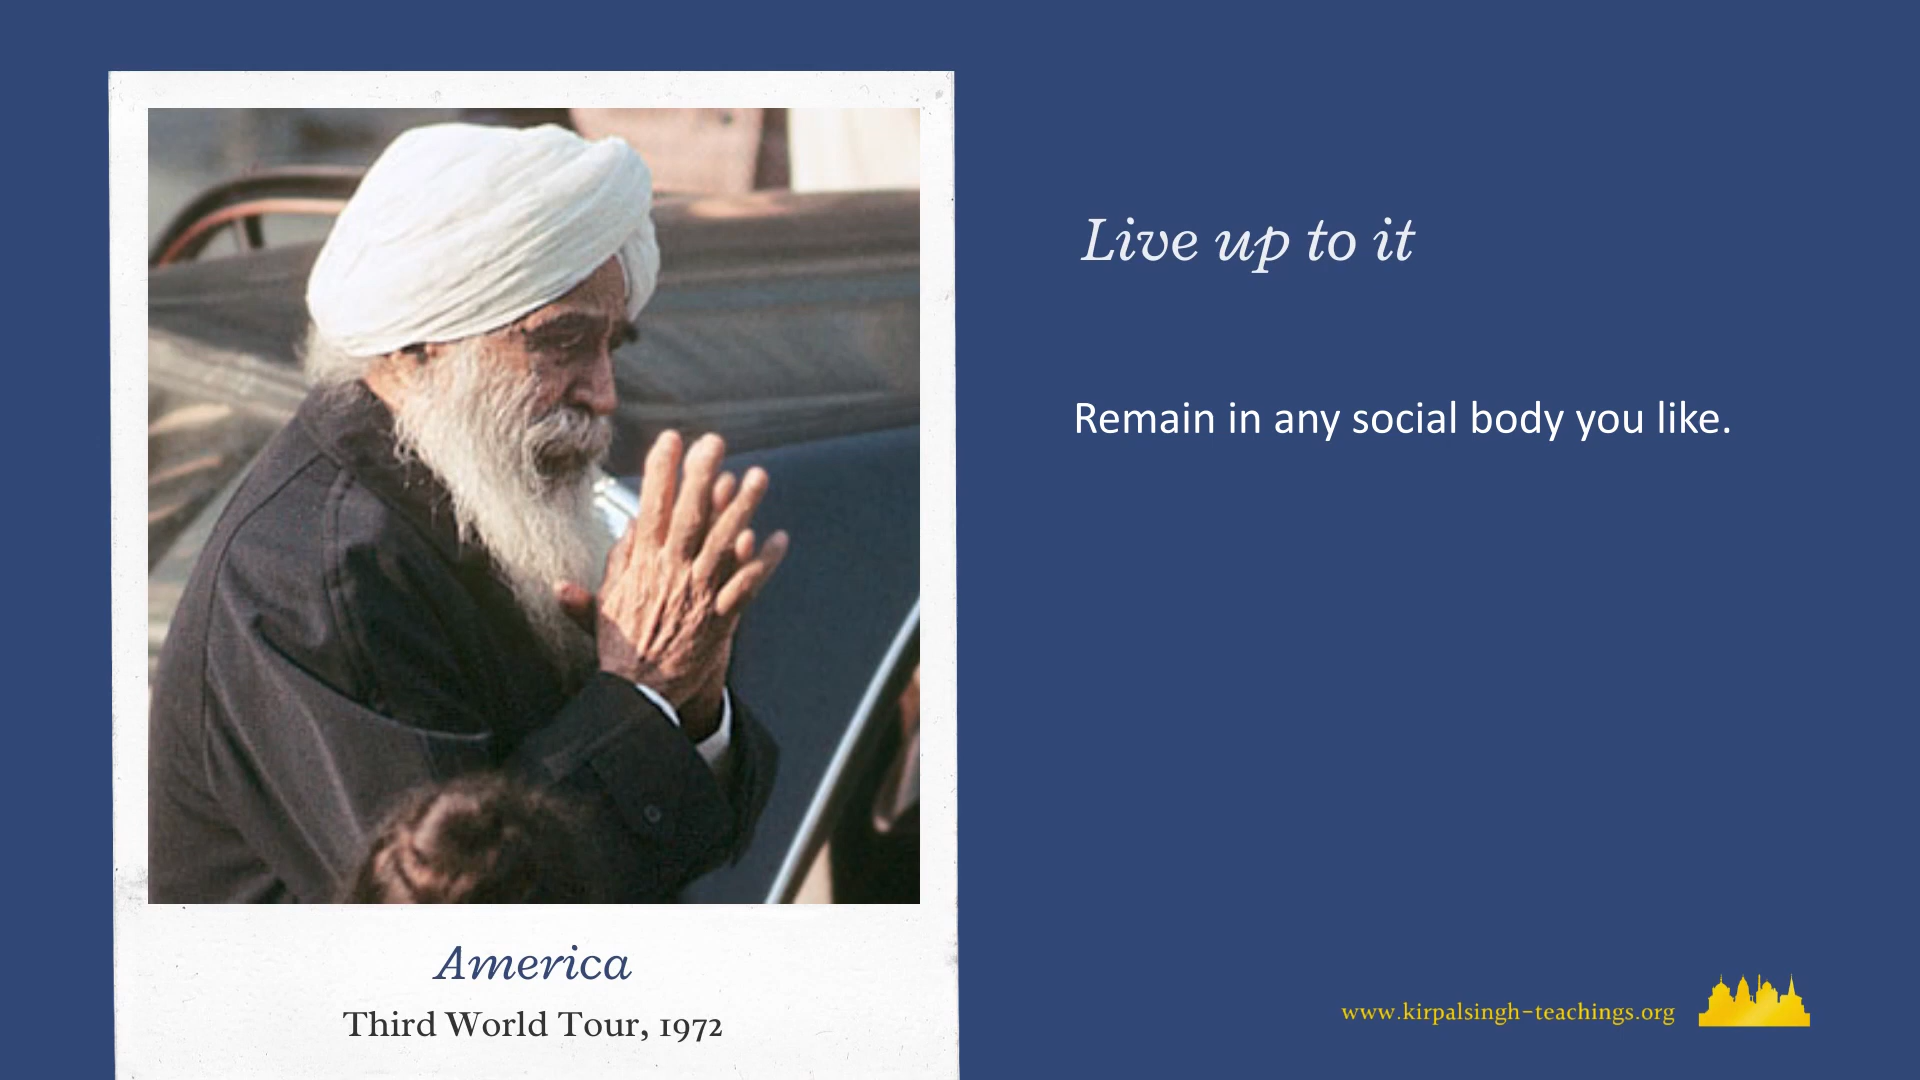 Live up to it
Remain in any social body you like.
America
Third World Tour, 1972
www.kirpalsingh-teachings.org